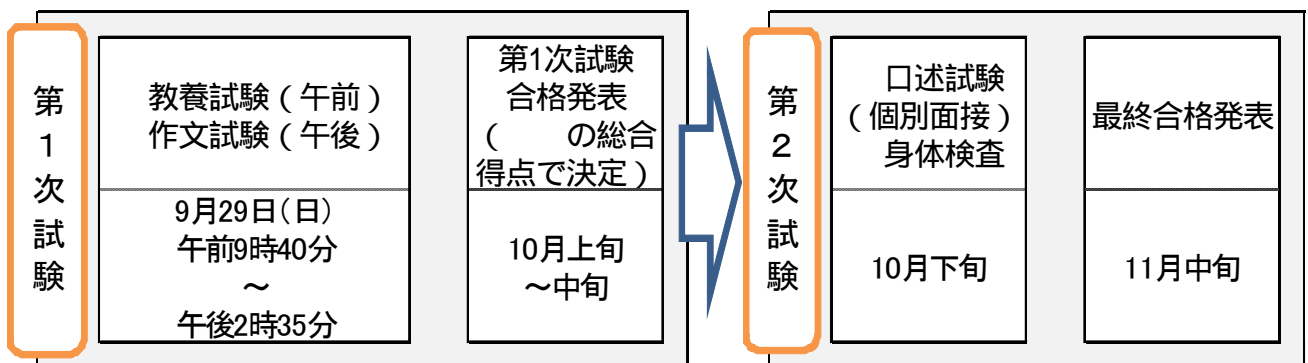 第1次試験
教養試験(午前)
作文試験(午後)
9月29日(日)
午前9時40分
~
午後2時35分
第1次試験
合格発表
(　　の総合
得点で決定)
10月上旬
~中旬
第2次試験
口述試験
(個別面接)
身体検査
10月下旬
最終合格発表
11月中旬